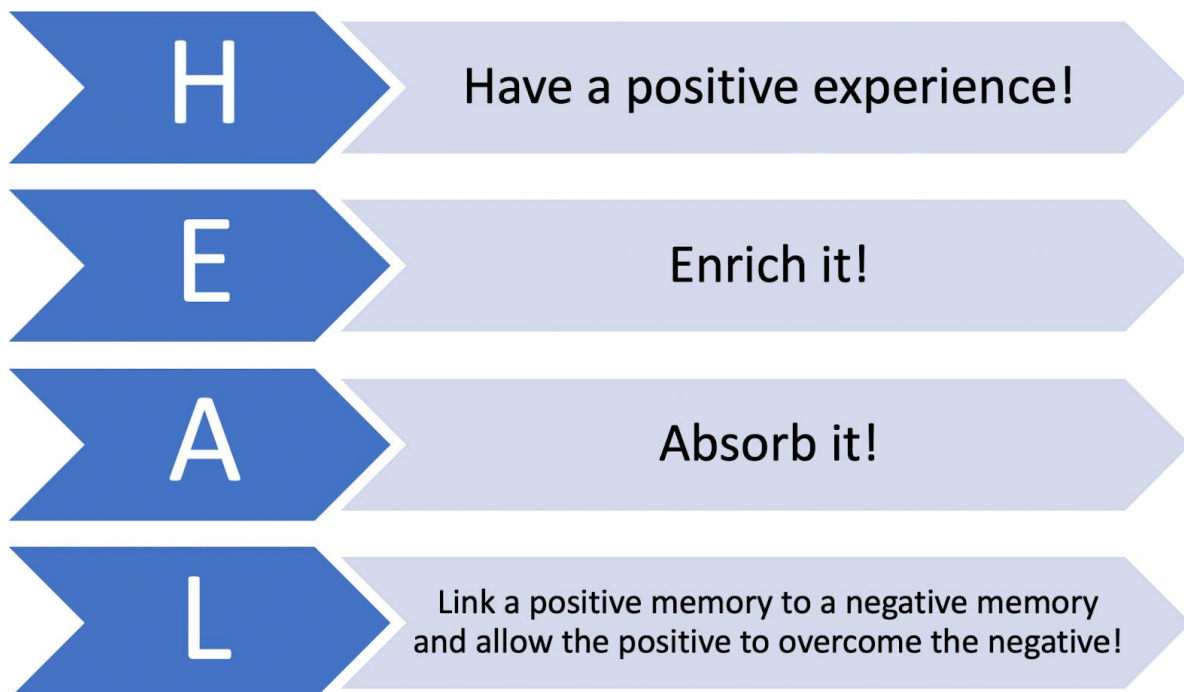 H
Have a positive experience!
E
Enrich it!
A
Absorb it!
L
Link a positive memory to a negative memory
and allow the positive to overcome the negative!